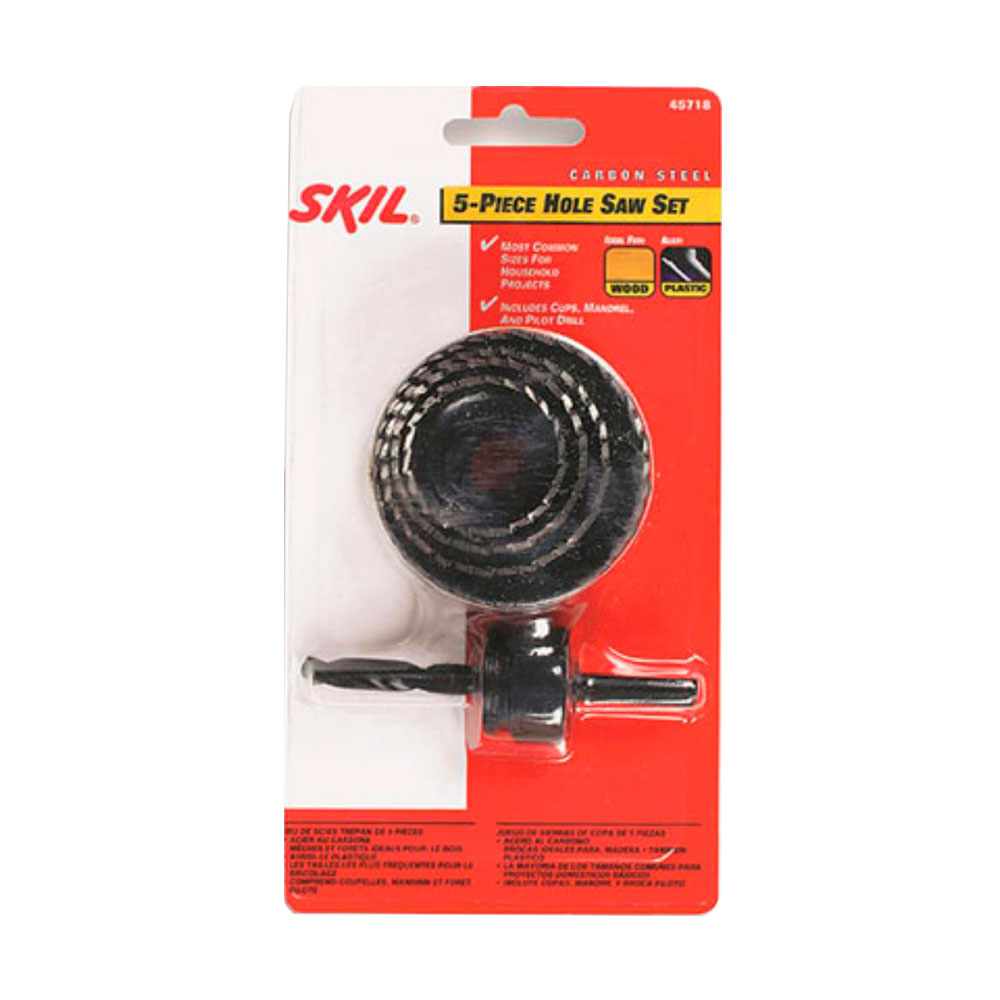 45718
CARBON STEEL
SKIL®
5-PIECE HOLE SAW SET
✓ MOST COMMON
SIZES FOR
HOUSEHOLD
PROJECTS
IDEAL FOR:
WOOD
ALSO:
PLASTIC
✓ INCLUDES CUPS, MANDREL,
AND PILOT DRILL
DE SCIES TRÉPAN DE 5 PIÈCES
• ACIER AU CARBONE
MÈCHES ET FORETS IDÉALS POUR: LE BOIS
AUSSI: LE PLASTIQUE
LES TAILLES LES PLUS FRÉQUENTES POUR LE
BRICOLAGE
COMPREND: COUPELLES, MANDRIN ET FORET
PILOTE
JUEGO DE SIERRAS DE COPA DE 5 PIEZAS
• ACERO AL CARBONO
BROCAS IDEALES PARA: MADERA • TAMBIÉN
PLÁSTICO
• LA MAYORÍA DE LOS TAMAÑOS COMUNES PARA
PROYECTOS DOMÉSTICOS BÁSICOS
• INCLUYE COPAS, MANDRIL Y BROCA PILOTO